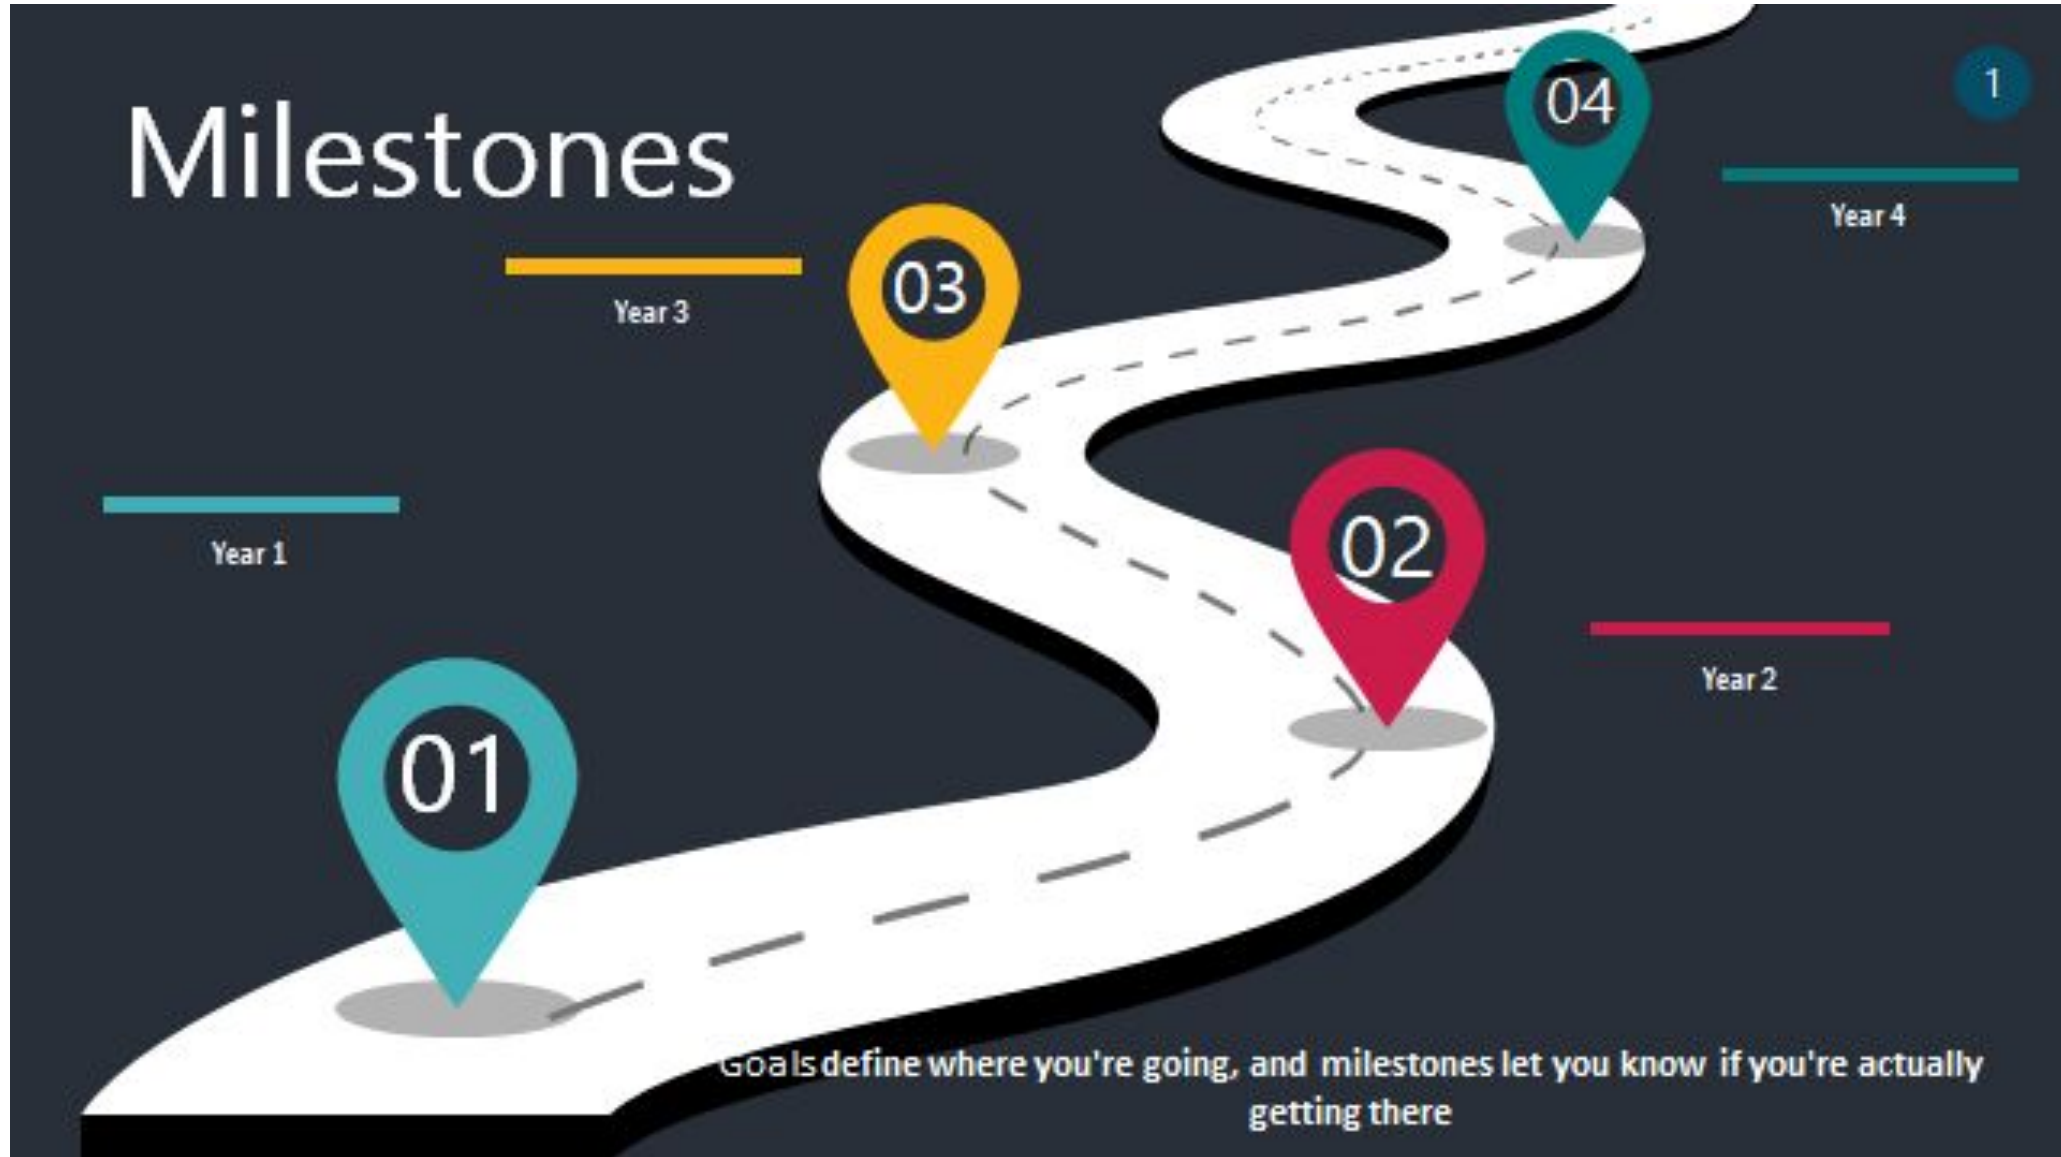 1
Milestones
04
Year 4
03
Year 3
02
Year 2
01
Year 1
Goals define where you're going, and milestones let you know if you're actually
getting there